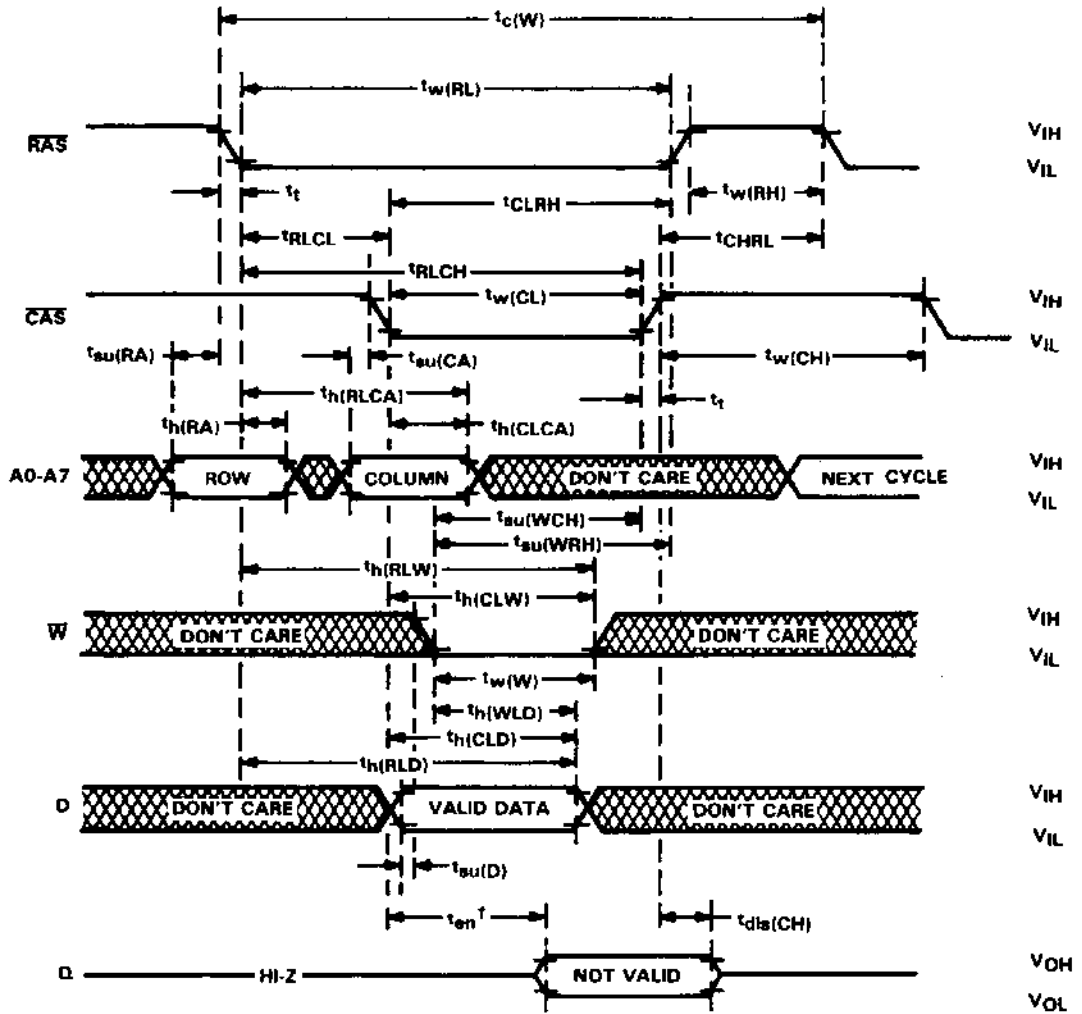 tc(W)
tw(RL)
RAS
VIH
VIL
tt
tCLRH
tw(RH)
tRLCL
tCHRL
tRLCH
CAS
tw(CL)
VIH
VIL
tsu(RA)
tsu(CA)
tw(CH)
th(RLCA)
th(RA)
th(CLCA)
tt
A0-A7
ROW
COLUMN
DON'T CARE
NEXT CYCLE
VIH
VIL
tsu(WCH)
tsu(WRH)
th(RLW)
th(CLW)
W
DON'T CARE
DON'T CARE
VIH
VIL
tw(W)
th(WLD)
th(CLD)
th(RLD)
D
DON'T CARE
VALID DATA
DON'T CARE
VIH
VIL
tsu(D)
ten†
tdis(CH)
Q
HI-Z
NOT VALID
VOH
VOL